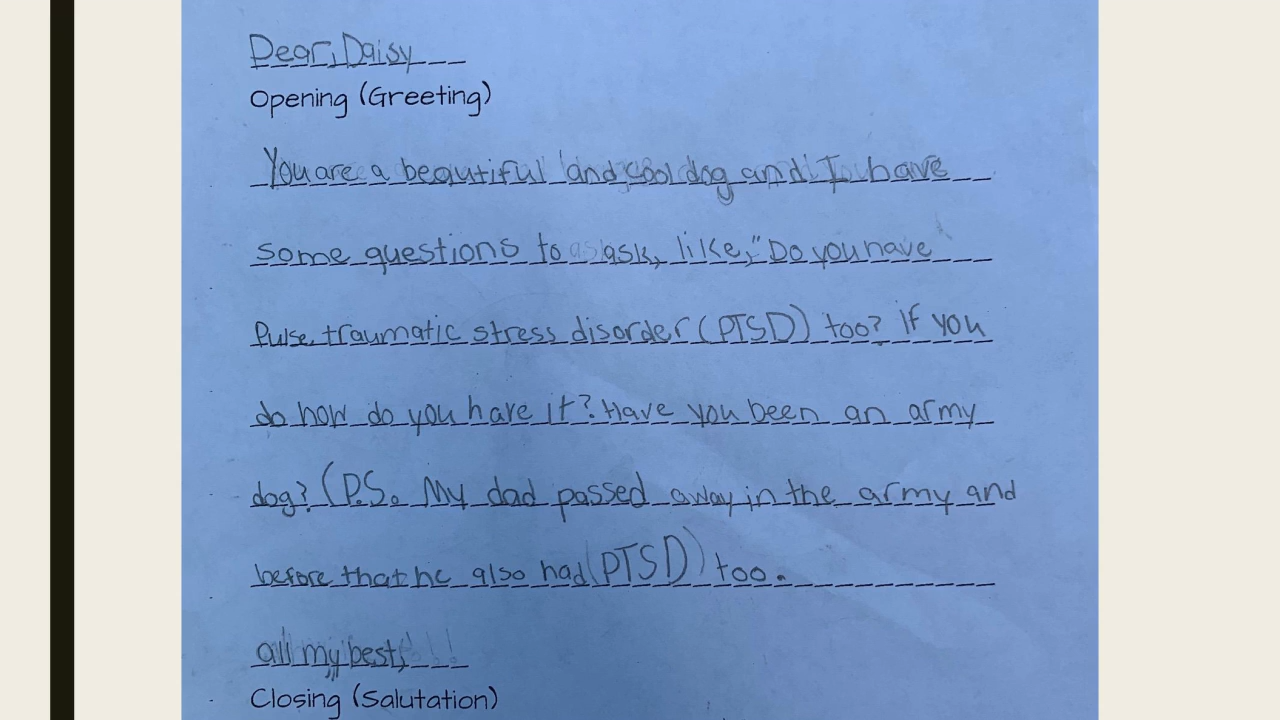 Dear, Daisy
Opening (Greeting)
You are a beautiful and cool dog and I have
some questions to ask, like, "Do you have
Pulse traumatic stress disorder (PTSD) too? If you
do how do you have it? Have you been an army
dog? (P.S. My dad passed away in the army and
before that he also had (PTSD) too.
all my best,
Closing (Salutation)